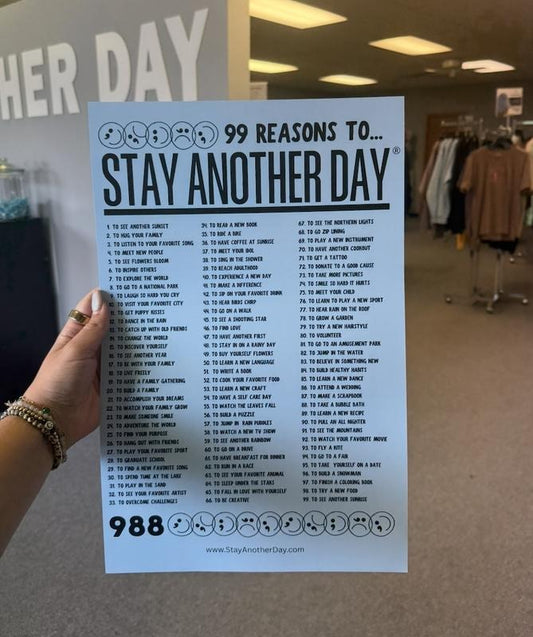 HER DAY
99 REASONS TO...
STAY ANOTHER DAY®
1. TO SEE ANOTHER SUNSET
2. TO HUG YOUR FAMILY
3. TO LISTEN TO YOUR FAVORITE SONG
4. TO MEET NEW PEOPLE
5. TO SEE FLOWERS BLOOM
6. TO INSPIRE OTHERS
7. TO EXPLORE THE WORLD
8. TO GO TO A NATIONAL PARK
9. TO LAUGH SO HARD YOU CRY
10. TO VISIT YOUR FAVORITE CITY
11. TO GET PUPPY KISSES
12. TO DANCE IN THE RAIN
13. TO CATCH UP WITH OLD FRIENDS
14. TO CHANGE THE WORLD
15. TO DISCOVER YOURSELF
16. TO SEE ANOTHER YEAR
17. TO BE WITH YOUR FAMILY
18. TO LIVE FREELY
19. TO HAVE A FAMILY GATHERING
20. TO BUILD A FAMILY
21. TO ACCOMPLISH YOUR DREAMS
22. TO WATCH YOUR FAMILY GROW
23. TO MAKE SOMEONE SMILE
24. TO ADVENTURE THE WORLD
25. TO FIND YOUR PURPOSE
26. TO HANG OUT WITH FRIENDS
27. TO PLAY YOUR FAVORITE SPORT
28. TO GRADUATE SCHOOL
29. TO FIND A NEW FAVORITE SONG
30. TO SPEND TIME AT THE LAKE
31. TO PLAY IN THE SAND
32. TO SEE YOUR FAVORITE ARTIST
33. TO OVERCOME CHALLENGES
34. TO READ A NEW BOOK
35. TO RIDE A BIKE
36. TO HAVE COFFEE AT SUNRISE
37. TO MEET YOUR IDOL
38. TO SING IN THE SHOWER
39. TO REACH ADULTHOOD
40. TO EXPERIENCE A NEW DAY
41. TO MAKE A DIFFERENCE
42. TO SIP ON YOUR FAVORITE DRINK
43. TO HEAR BIRDS CHIRP
44. TO GO ON A WALK
45. TO SEE A SHOOTING STAR
46. TO FIND LOVE
47. TO HAVE ANOTHER FIRST
48. TO STAY IN ON A RAINY DAY
49. TO BUY YOURSELF FLOWERS
50. TO LEARN A NEW LANGUAGE
51. TO WRITE A BOOK
52. TO COOK YOUR FAVORITE FOOD
53. TO LEARN A NEW CRAFT
54. TO HAVE A SELF CARE DAY
55. TO WATCH THE LEAVES FALL
56. TO BUILD A PUZZLE
57. TO JUMP IN RAIN PUDDLES
58. TO WATCH A NEW TV SHOW
59. TO SEE ANOTHER RAINBOW
60. TO GO ON A DRIVE
61. TO HAVE BREAKFAST FOR DINNER
62. TO RUN IN A RACE
63. TO SEE YOUR FAVORITE ANIMAL
64. TO SLEEP UNDER THE STARS
65. TO FALL IN LOVE WITH YOURSELF
66. TO BE CREATIVE
67. TO SEE THE NORTHERN LIGHTS
68. TO GO ZIP LINING
69. TO PLAY A NEW INSTRUMENT
70. TO HAVE ANOTHER COOKOUT
71. TO GET A TATTOO
72. TO DONATE TO A GOOD CAUSE
73. TO TAKE MORE PICTURES
74. TO SMILE SO HARD IT HURTS
75. TO MEET YOUR CHILD
76. TO LEARN TO PLAY A NEW SPORT
77. TO HEAR RAIN ON THE ROOF
78. TO GROW A GARDEN
79. TO TRY A NEW HAIRSTYLE
80. TO VOLUNTEER
81. TO GO TO AN AMUSEMENT PARK
82. TO JUMP IN THE WATER
83. TO BELIEVE IN SOMETHING NEW
84. TO BUILD HEALTHY HABITS
85. TO LEARN A NEW DANCE
86. TO ATTEND A WEDDING
87. TO MAKE A SCRAPBOOK
88. TO TAKE A BUBBLE BATH
89. TO LEARN A NEW RECIPE
90. TO PULL AN ALL NIGHTER
91. TO SEE THE MOUNTAINS
92. TO WATCH YOUR FAVORITE MOVIE
93. TO FLY A KITE
94. TO GO TO A FAIR
95. TO TAKE YOURSELF ON A DATE
96. TO BUILD A SNOWMAN
97. TO FINISH A COLORING BOOK
98. TO TRY A NEW FOOD
99. TO SEE ANOTHER SUNRISE
988
www.StayAnotherDay.com